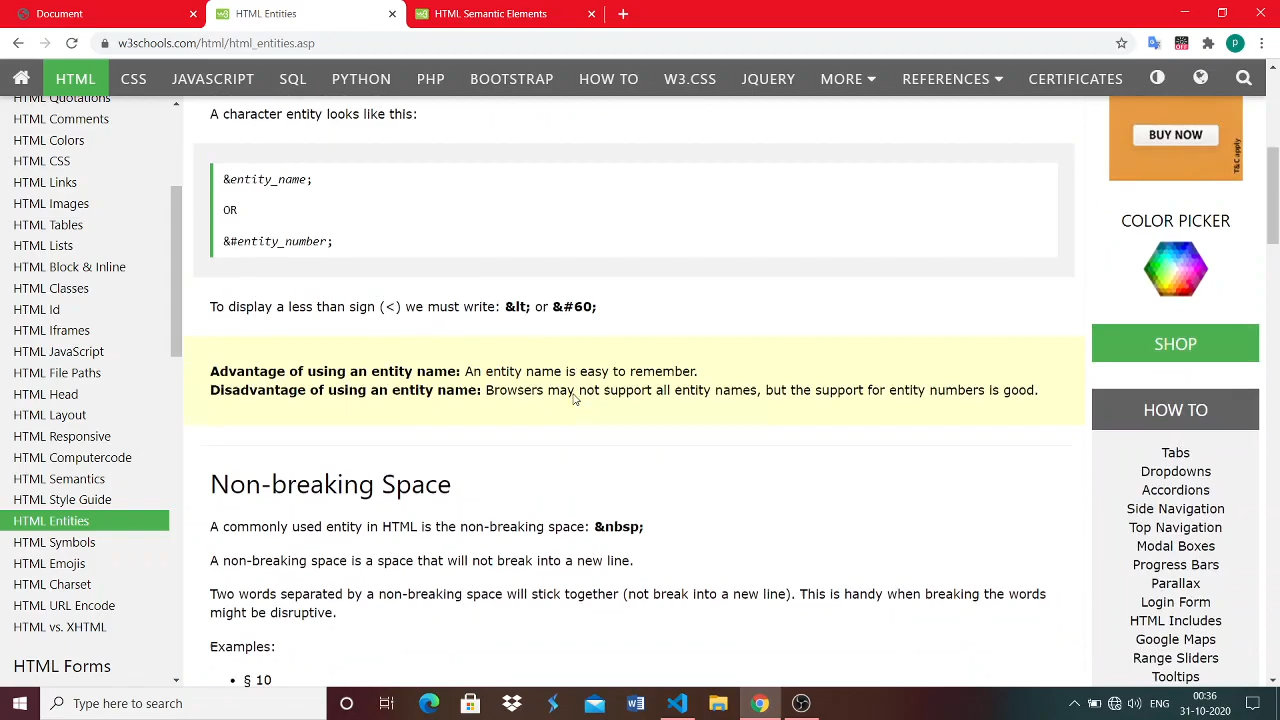 Document
HTML Entities
HTML Semantic Elements
w3schools.com/html/html_entities.asp
HTML CSS JAVASCRIPT SQL PYTHON PHP BOOTSTRAP HOW TO W3.CSS JQUERY MORE REFERENCES CERTIFICATES
HTML Quotations
HTML Comments
HTML Colors
HTML CSS
HTML Links
HTML Images
HTML Tables
HTML Lists
HTML Block & Inline
HTML Classes
HTML Id
HTML Iframes
HTML JavaScript
HTML File Paths
HTML Head
HTML Layout
HTML Responsive
HTML Computercode
HTML Semantics
HTML Style Guide
HTML Entities
HTML Symbols
HTML Emojis
HTML Charset
HTML URL Encode
HTML vs. XHTML
HTML Forms
A character entity looks like this:
&entity_name;
OR
&#entity_number;
To display a less than sign (<) we must write: &lt; or &#60;
Advantage of using an entity name: An entity name is easy to remember.
Disadvantage of using an entity name: Browsers may not support all entity names, but the support for entity numbers is good.
Non-breaking Space
A commonly used entity in HTML is the non-breaking space: &nbsp;
A non-breaking space is a space that will not break into a new line.
Two words separated by a non-breaking space will stick together (not break into a new line). This is handy when breaking the words
might be disruptive.
Examples:
• § 10
BUY NOW
T&C apply
COLOR PICKER
SHOP
HOW TO
Tabs
Dropdowns
Accordions
Side Navigation
Top Navigation
Modal Boxes
Progress Bars
Parallax
Login Form
HTML Includes
Google Maps
Range Sliders
Tooltips
OFF
P
Type here to search
ENG
00:36
31-10-2020